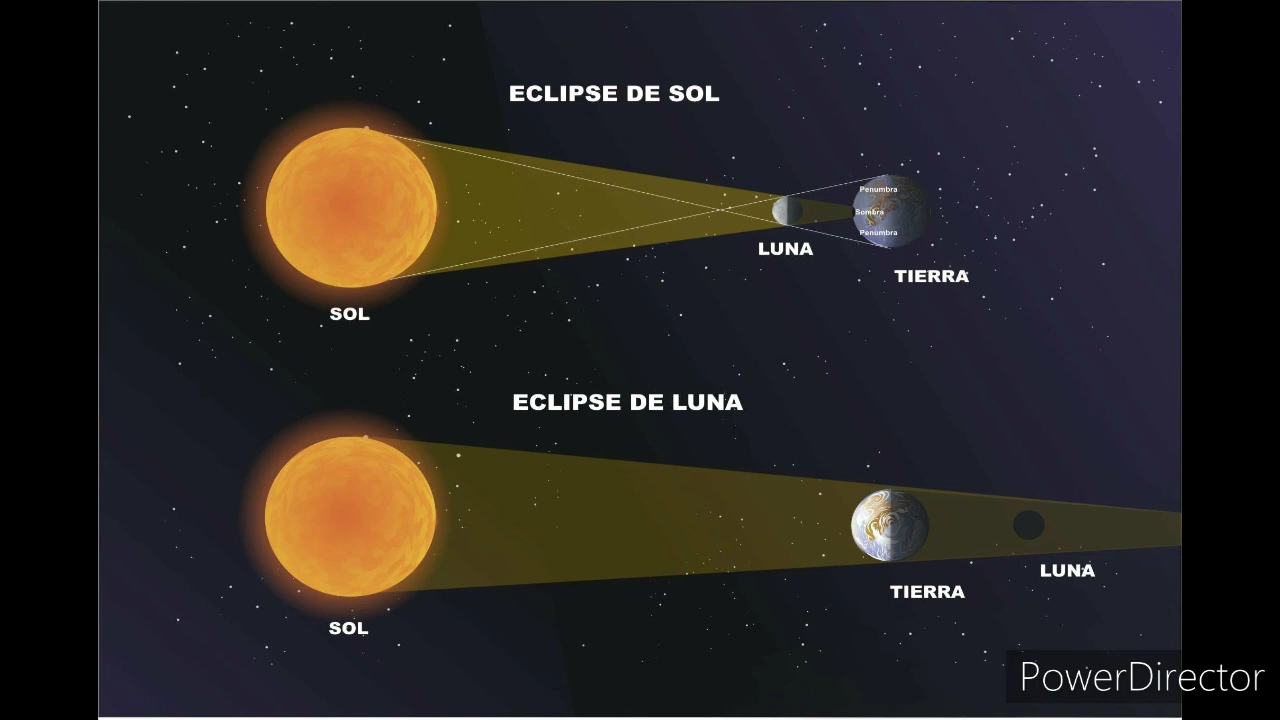 ECLIPSE DE SOL
Penumbra
Sombra
Penumbra
LUNA
TIERRA
SOL
ECLIPSE DE LUNA
LUNA
TIERRA
SOL
PowerDirector